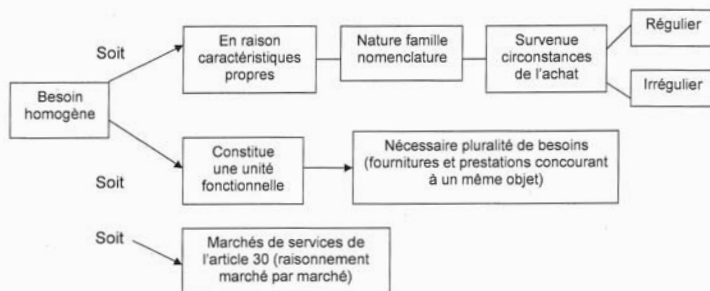 Soit
En raison
caractéristiques
propres
Nature famille
nomenclature
Survenue
circonstances
de l'achat
Régulier
Irrégulier
Besoin
homogène
Soit
Constitue
une unité
fonctionnelle
Nécessaire pluralité de besoins
(fournitures et prestations concourant
à un même objet)
Soit
Marchés de services de
l'article 30 (raisonnement
marché par marché)